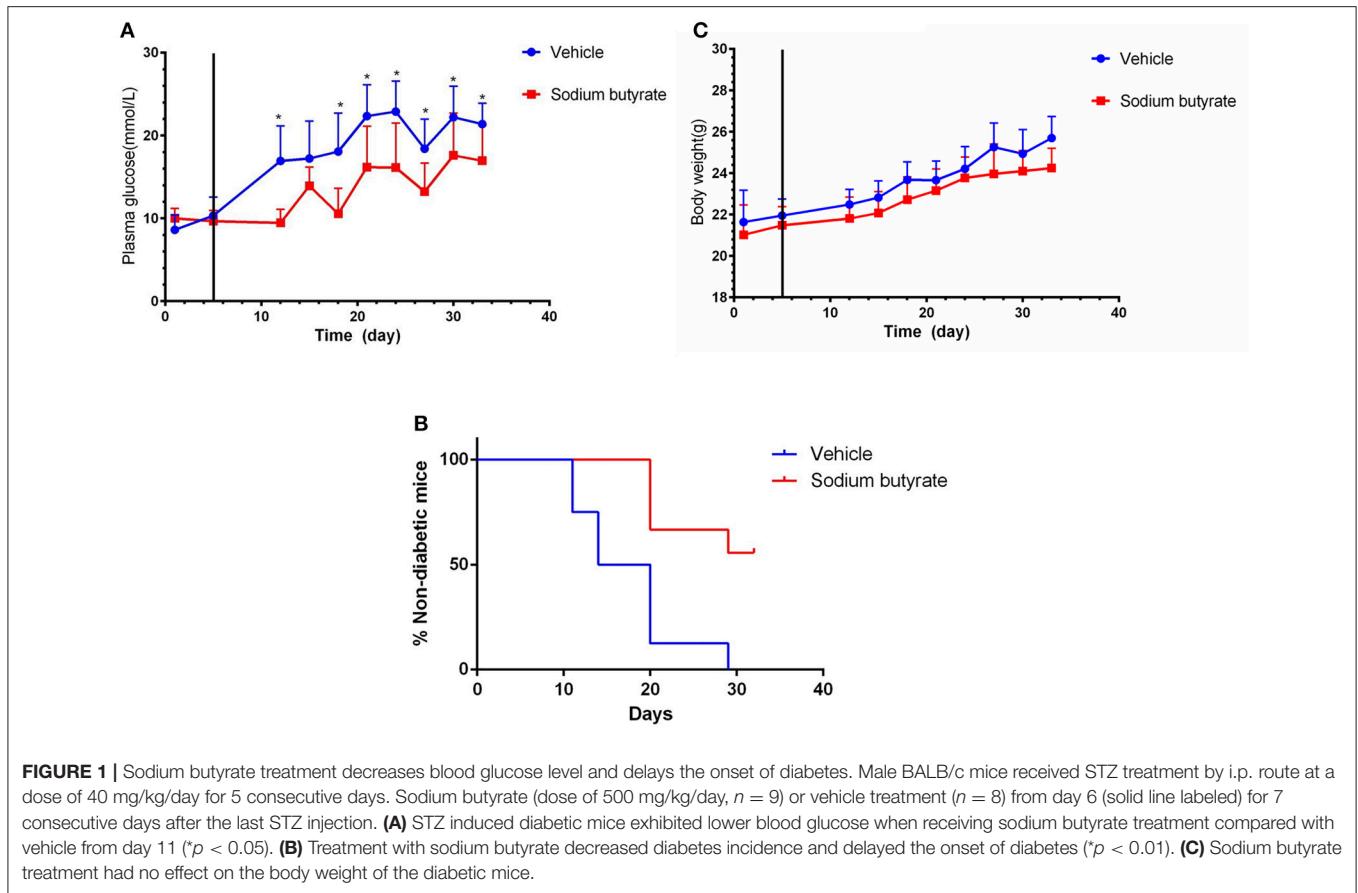 A
Plasma glucose(mmol/L)
30
20
10
0
* * * * * * *
0 10 20 30 40
Time (day)
Vehicle
Sodium butyrate
C
Body weight(g)
30
28
26
24
22
20
18
0 10 20 30 40
Time (day)
Vehicle
Sodium butyrate
B
% Non-diabetic mice
100
50
0
0 10 20 30 40
Days
Vehicle
Sodium butyrate
FIGURE 1 | Sodium butyrate treatment decreases blood glucose level and delays the onset of diabetes. Male BALB/c mice received STZ treatment by i.p. route at a
dose of 40 mg/kg/day for 5 consecutive days. Sodium butyrate (dose of 500 mg/kg/day, n = 9) or vehicle treatment (n = 8) from day 6 (solid line labeled) for 7
consecutive days after the last STZ injection. (A) STZ induced diabetic mice exhibited lower blood glucose when receiving sodium butyrate treatment compared with
vehicle from day 11 (*p < 0.05). (B) Treatment with sodium butyrate decreased diabetes incidence and delayed the onset of diabetes (*p < 0.01). (C) Sodium butyrate
treatment had no effect on the body weight of the diabetic mice.